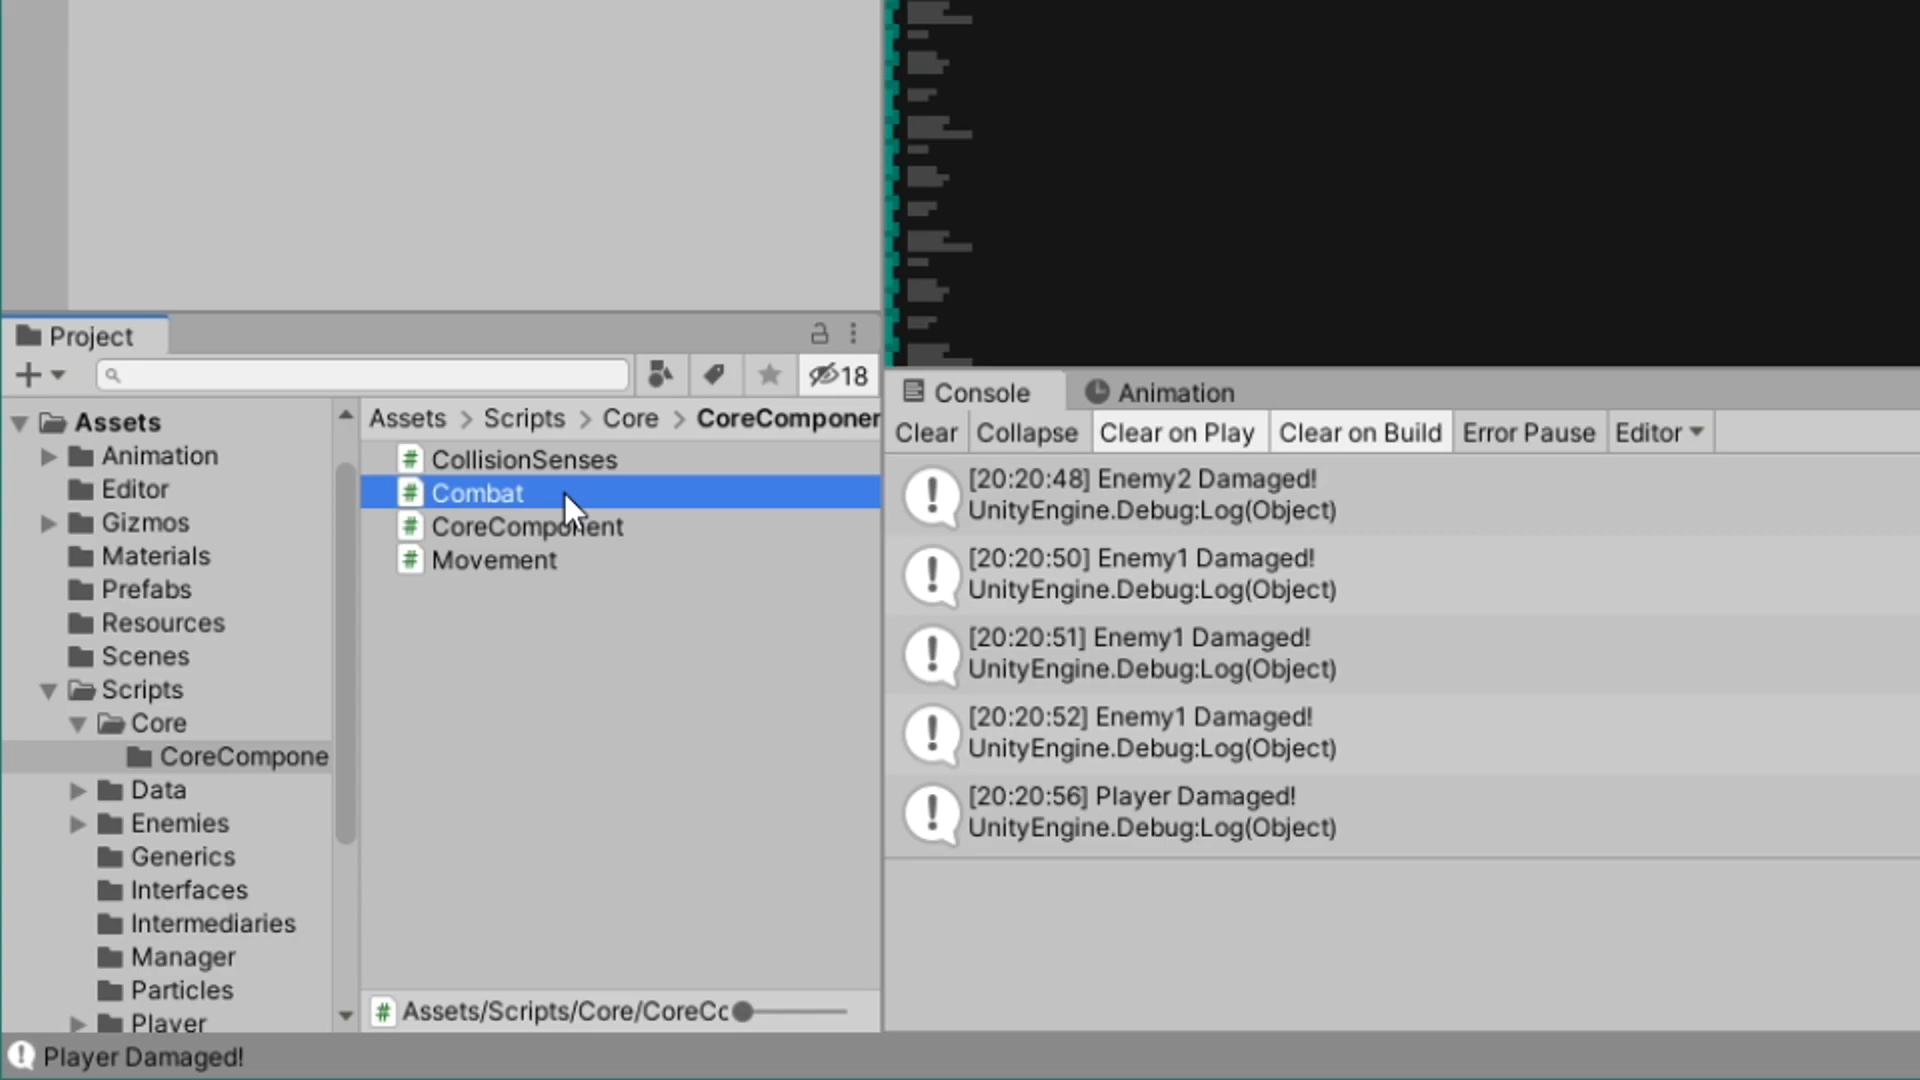 Project
18
Assets
Animation
Editor
Gizmos
Materials
Prefabs
Resources
Scenes
Scripts
Core
CoreCompone
Data
Enemies
Generics
Interfaces
Intermediaries
Manager
Particles
Player
Assets > Scripts > Core > CoreComponer
# CollisionSenses
# Combat
# CoreComponent
# Movement
# Assets/Scripts/Core/CoreCc
Console Animation
Clear Collapse Clear on Play Clear on Build Error Pause Editor
[20:20:48] Enemy2 Damaged!
UnityEngine.Debug:Log(Object)
[20:20:50] Enemy1 Damaged!
UnityEngine.Debug:Log(Object)
[20:20:51] Enemy1 Damaged!
UnityEngine.Debug:Log(Object)
[20:20:52] Enemy1 Damaged!
UnityEngine.Debug:Log(Object)
[20:20:56] Player Damaged!
UnityEngine.Debug:Log(Object)
Player Damaged!